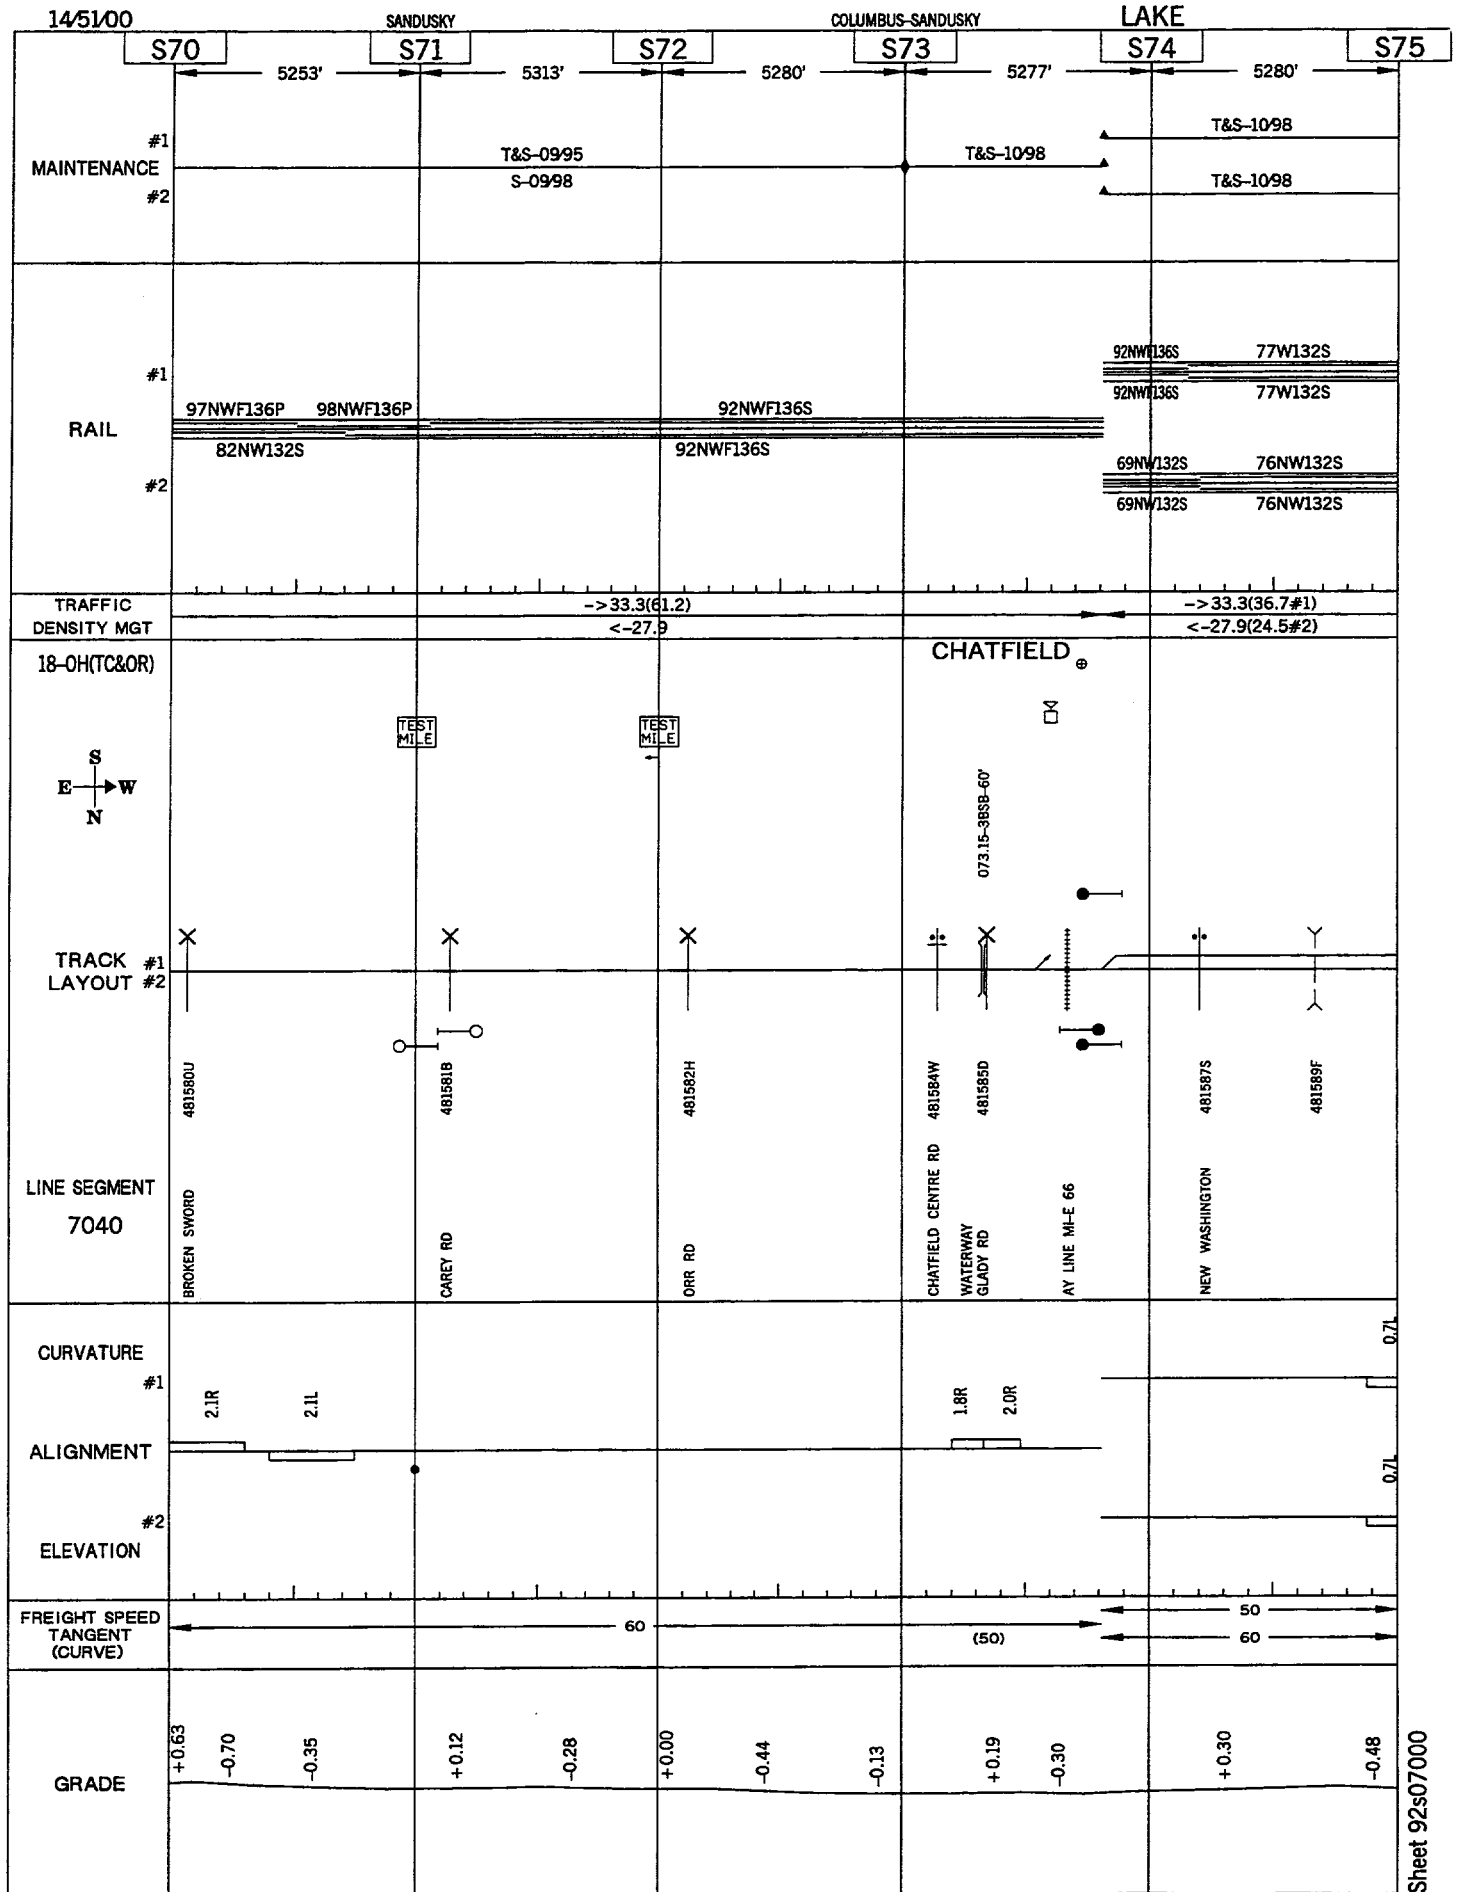 14/51/00 SANDUSKY COLUMBUS-SANDUSKY LAKE
S70 S71 S72 S73 S74 S75
5253' 5313' 5280' 5277' 5280'
#1 T&S-10/98
MAINTENANCE T&S-09/95 T&S-10/98
S-09/98
#2 T&S-10/98
92NWF136S 77W132S
#1
92NWF136S 77W132S
97NWF136P 98NWF136P 92NWF136S
RAIL
82NW132S 92NWF136S
69NW132S 76NW132S
#2
69NW132S 76NW132S
TRAFFIC ->33.3(61.2) ->33.3(36.7#1)
DENSITY MGT <-27.9 <-27.9(24.5#2)
18-OH(TC&OR) CHATFIELD
TEST MILE TEST MILE
S
E W
N
073.15-3BSB-60'
TRACK #1
LAYOUT #2
481580U 481581B 481582H 481584W 481585D 481587S 481589F
LINE SEGMENT
7040
BROKEN SWORD CAREY RD ORR RD CHATFIELD CENTRE RD WATERWAY GLADY RD AY LINE MI-E 66 NEW WASHINGTON
CURVATURE 0.7L
#1
2.1R 2.1L 1.8R 2.0R
ALIGNMENT
0.7L
#2
ELEVATION
FREIGHT SPEED 50
TANGENT 60
(CURVE) (50) 60
+0.63 -0.70 -0.35 +0.12 -0.28 +0.00 -0.44 -0.13 +0.19 -0.30 +0.30 -0.48
GRADE
Sheet 92s07000